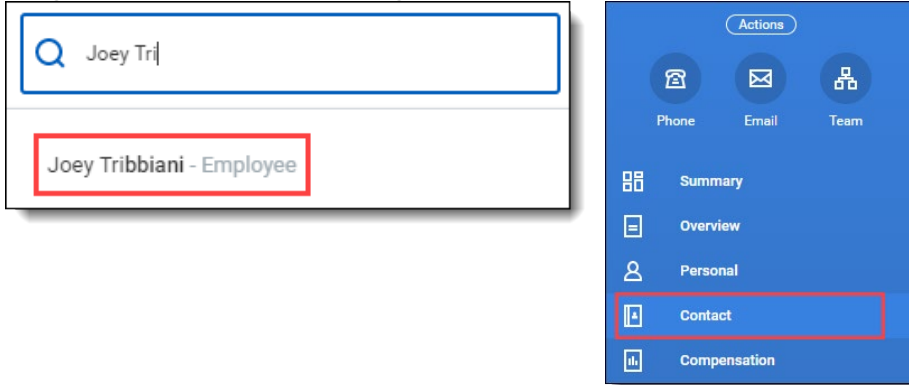 Joey Tri
Joey Tribbiani - Employee
Actions
Phone Email Team
Summary
Overview
Personal
Contact
Compensation